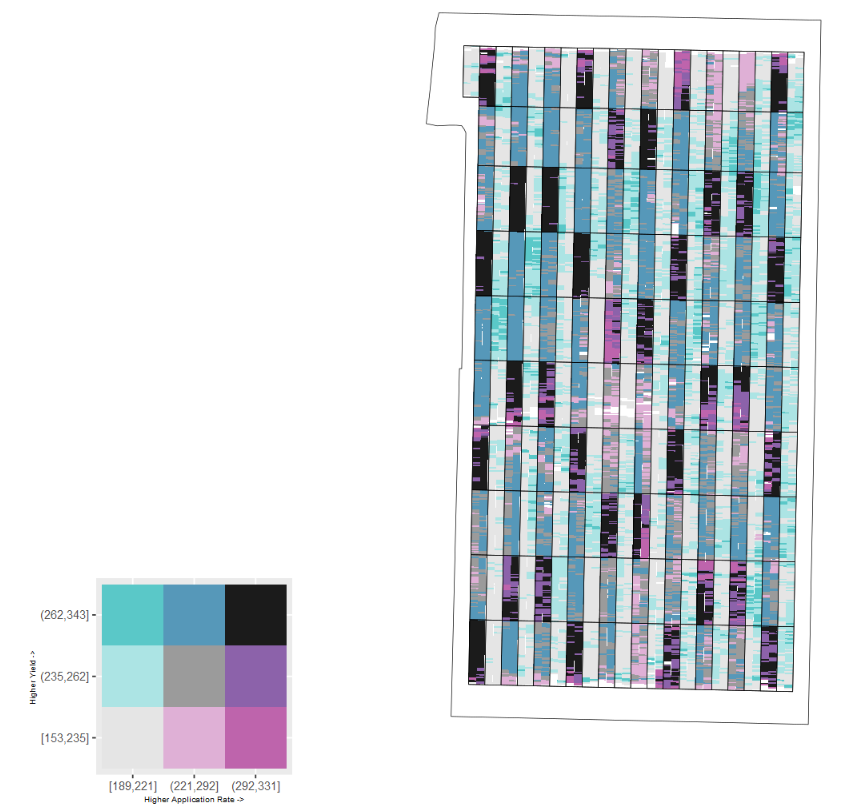 (262,343]
(235,262]
[153,235]
Higher Yield ->
[189,221] (221,292] (292,331]
Higher Application Rate ->